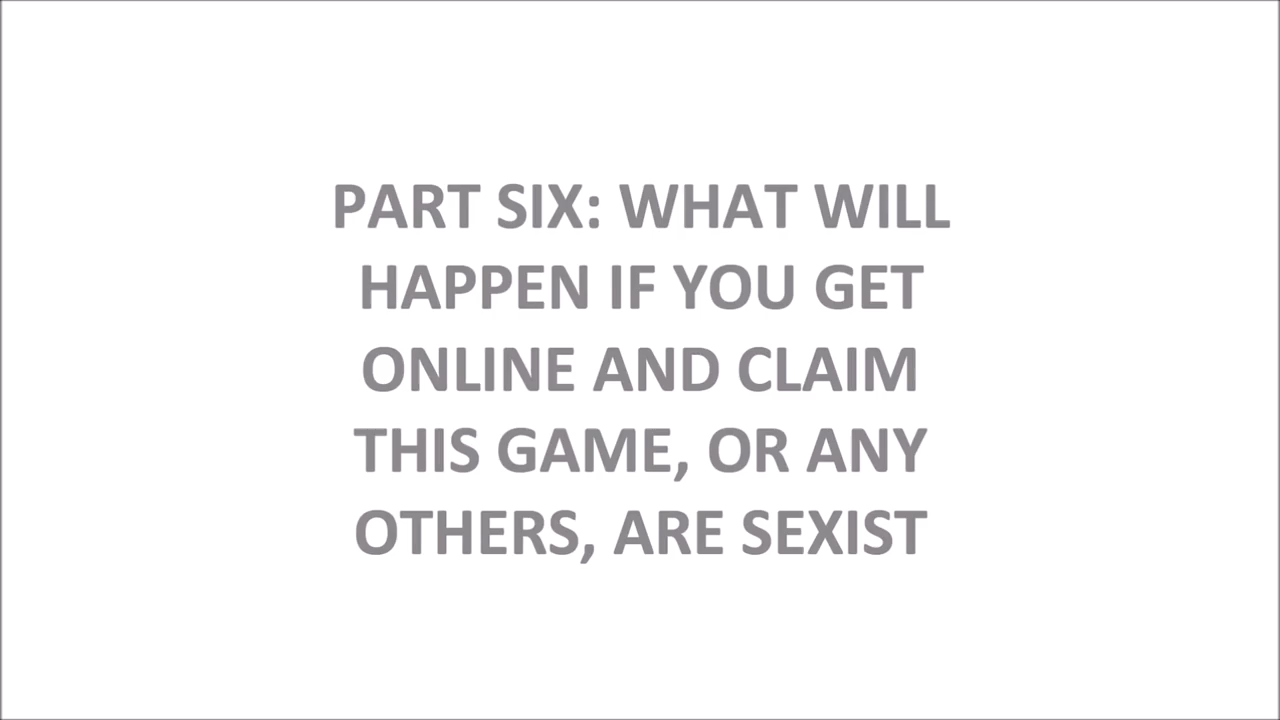 PART SIX: WHAT WILL
HAPPEN IF YOU GET
ONLINE AND CLAIM
THIS GAME, OR ANY
OTHERS, ARE SEXIST